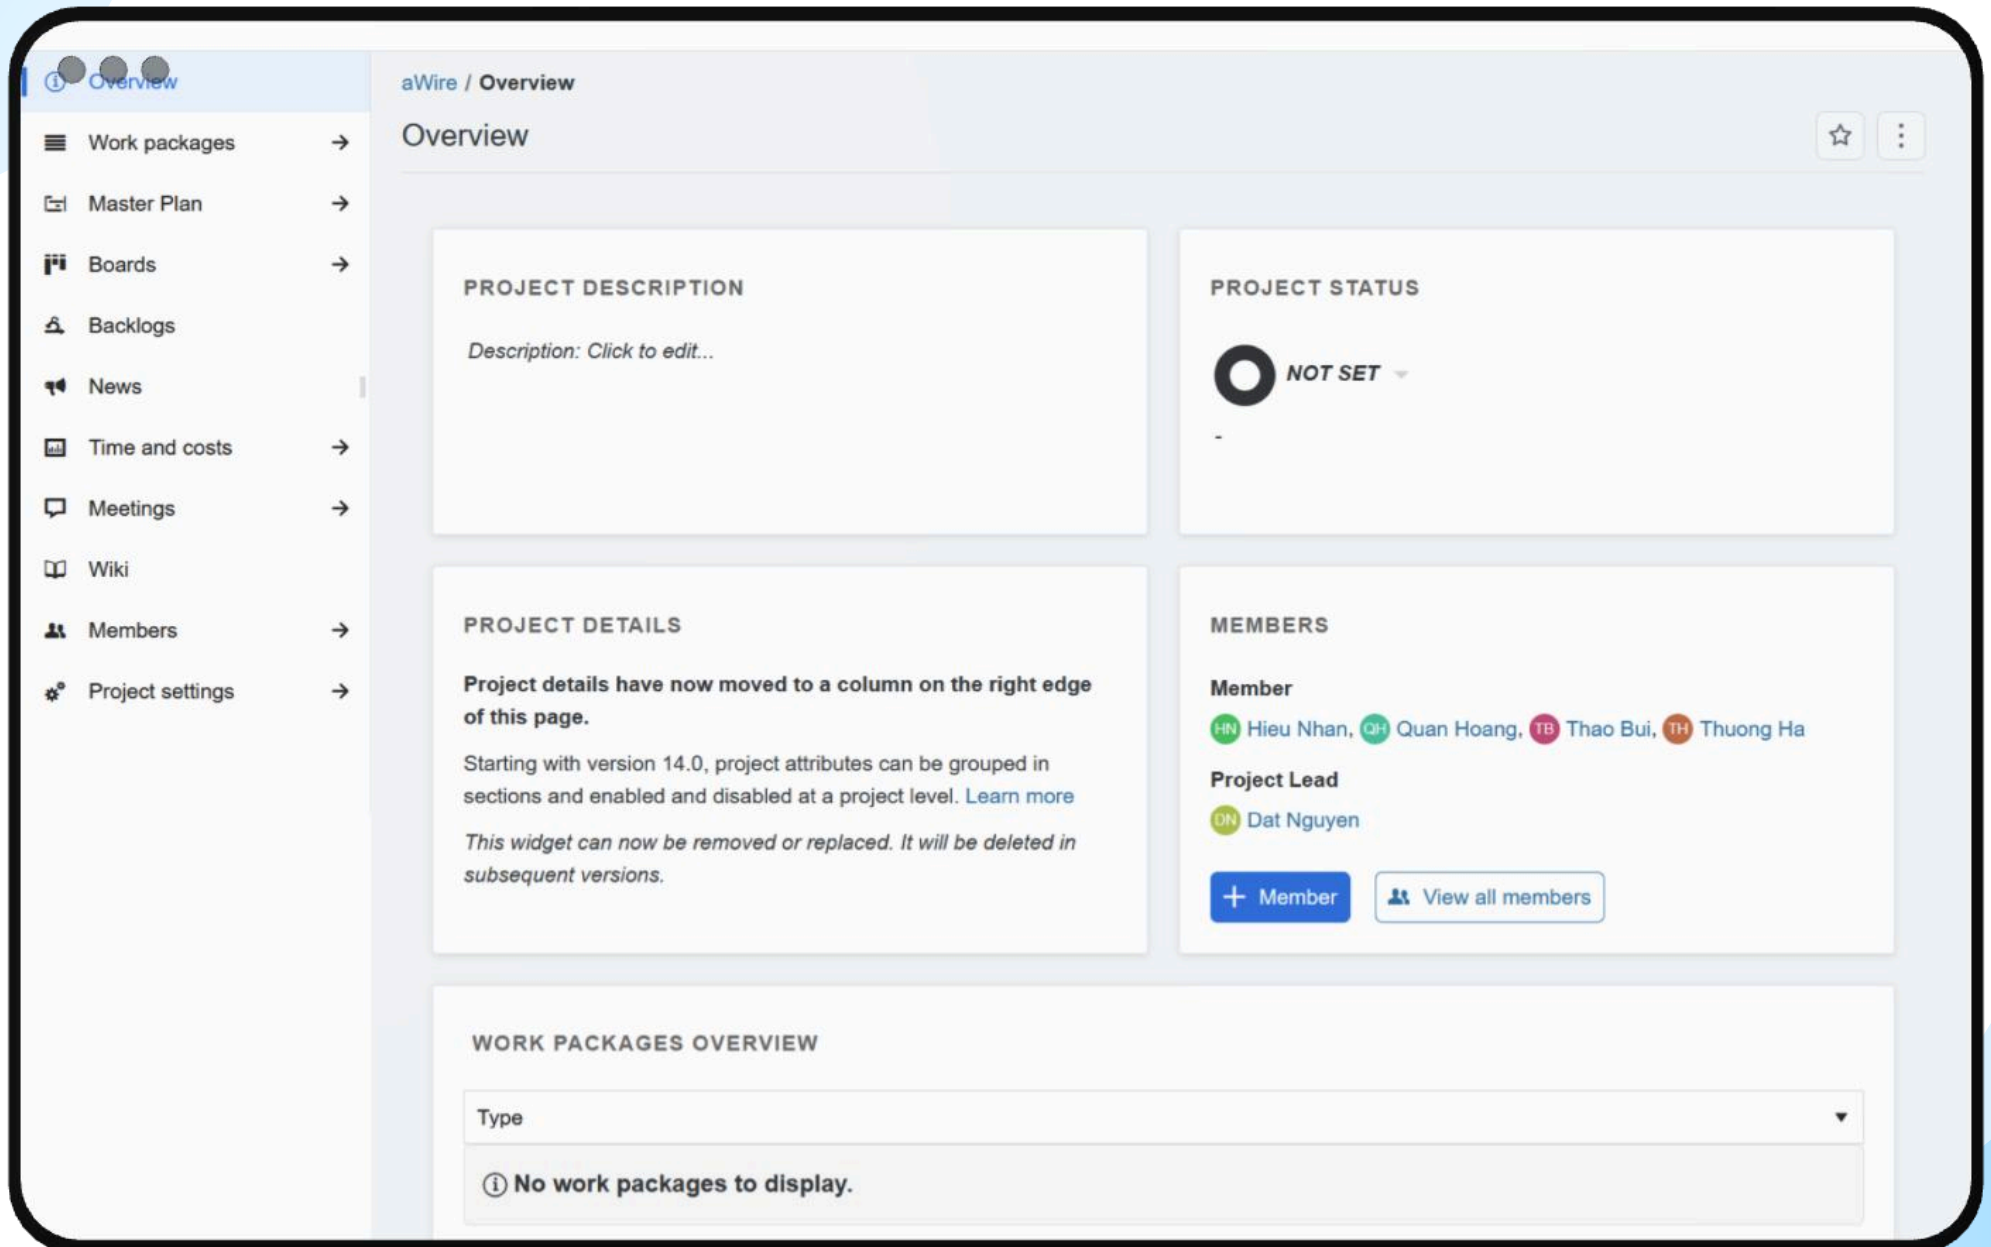 Overview
Work packages
Master Plan
Boards
Backlogs
News
Time and costs
Meetings
Wiki
Members
Project settings
aWire / Overview
Overview
PROJECT DESCRIPTION
Description: Click to edit...
PROJECT STATUS
NOT SET
-
PROJECT DETAILS
Project details have now moved to a column on the right edge
of this page.
Starting with version 14.0, project attributes can be grouped in
sections and enabled and disabled at a project level. Learn more
This widget can now be removed or replaced. It will be deleted in
subsequent versions.
MEMBERS
Member
HN Hieu Nhan, QH Quan Hoang, TB Thao Bui, TH Thuong Ha
Project Lead
DN Dat Nguyen
+ Member
View all members
WORK PACKAGES OVERVIEW
Type
No work packages to display.